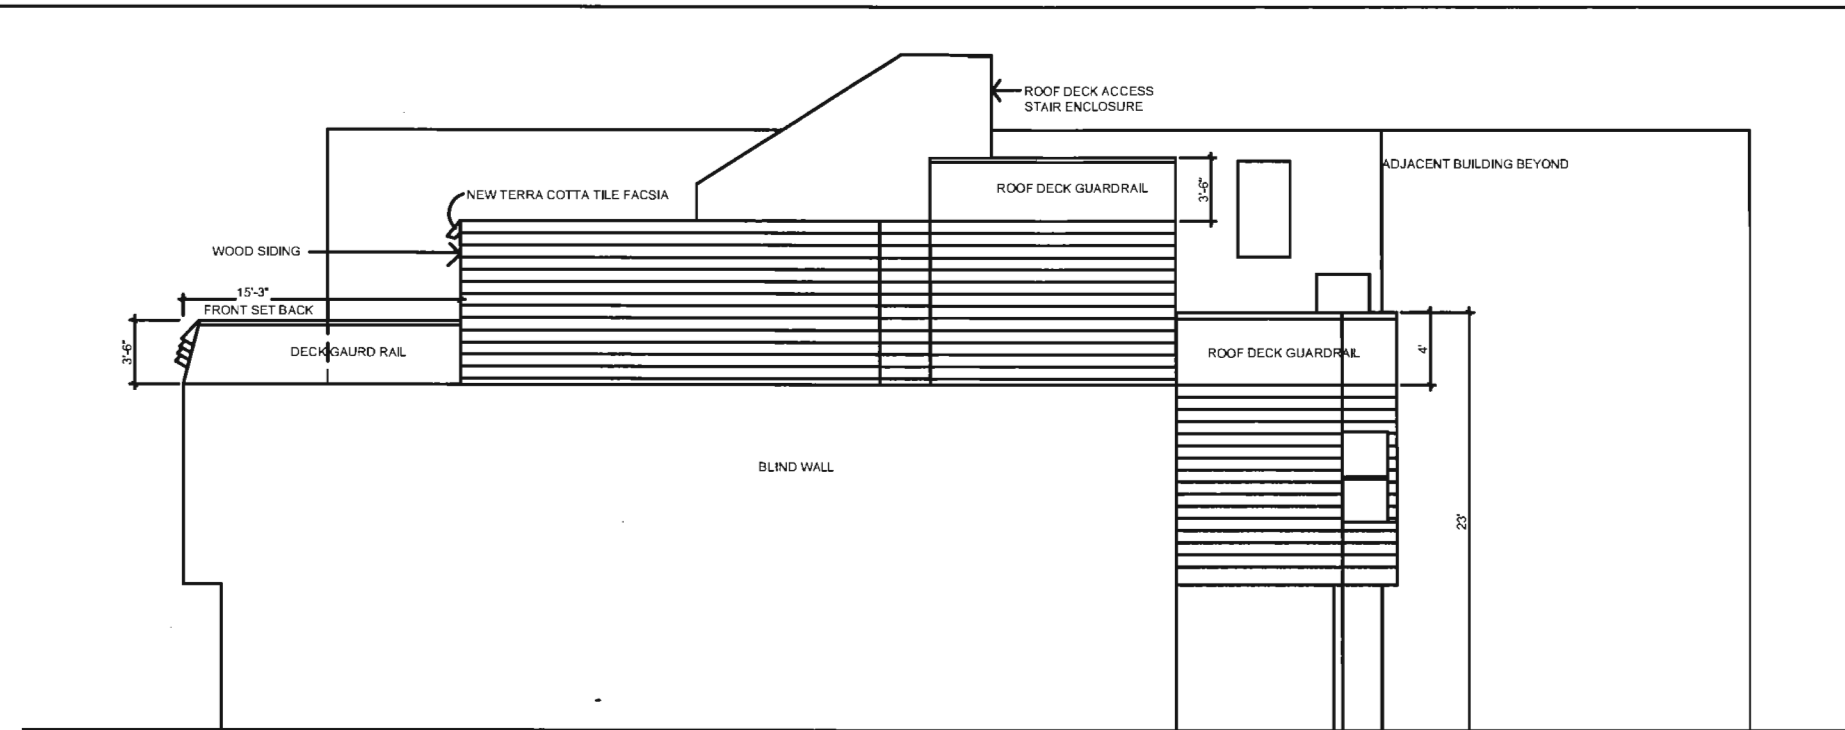 ROOF DECK ACCESS
STAIR ENCLOSURE
ADJACENT BUILDING BEYOND
ROOF DECK GUARDRAIL
3'-6"
NEW TERRA COTTA TILE FACSIA
WOOD SIDING
15'-3"
FRONT SET BACK
3'-6"
DECK GAURD RAIL
ROOF DECK GUARDRAIL
4'
BLIND WALL
23'